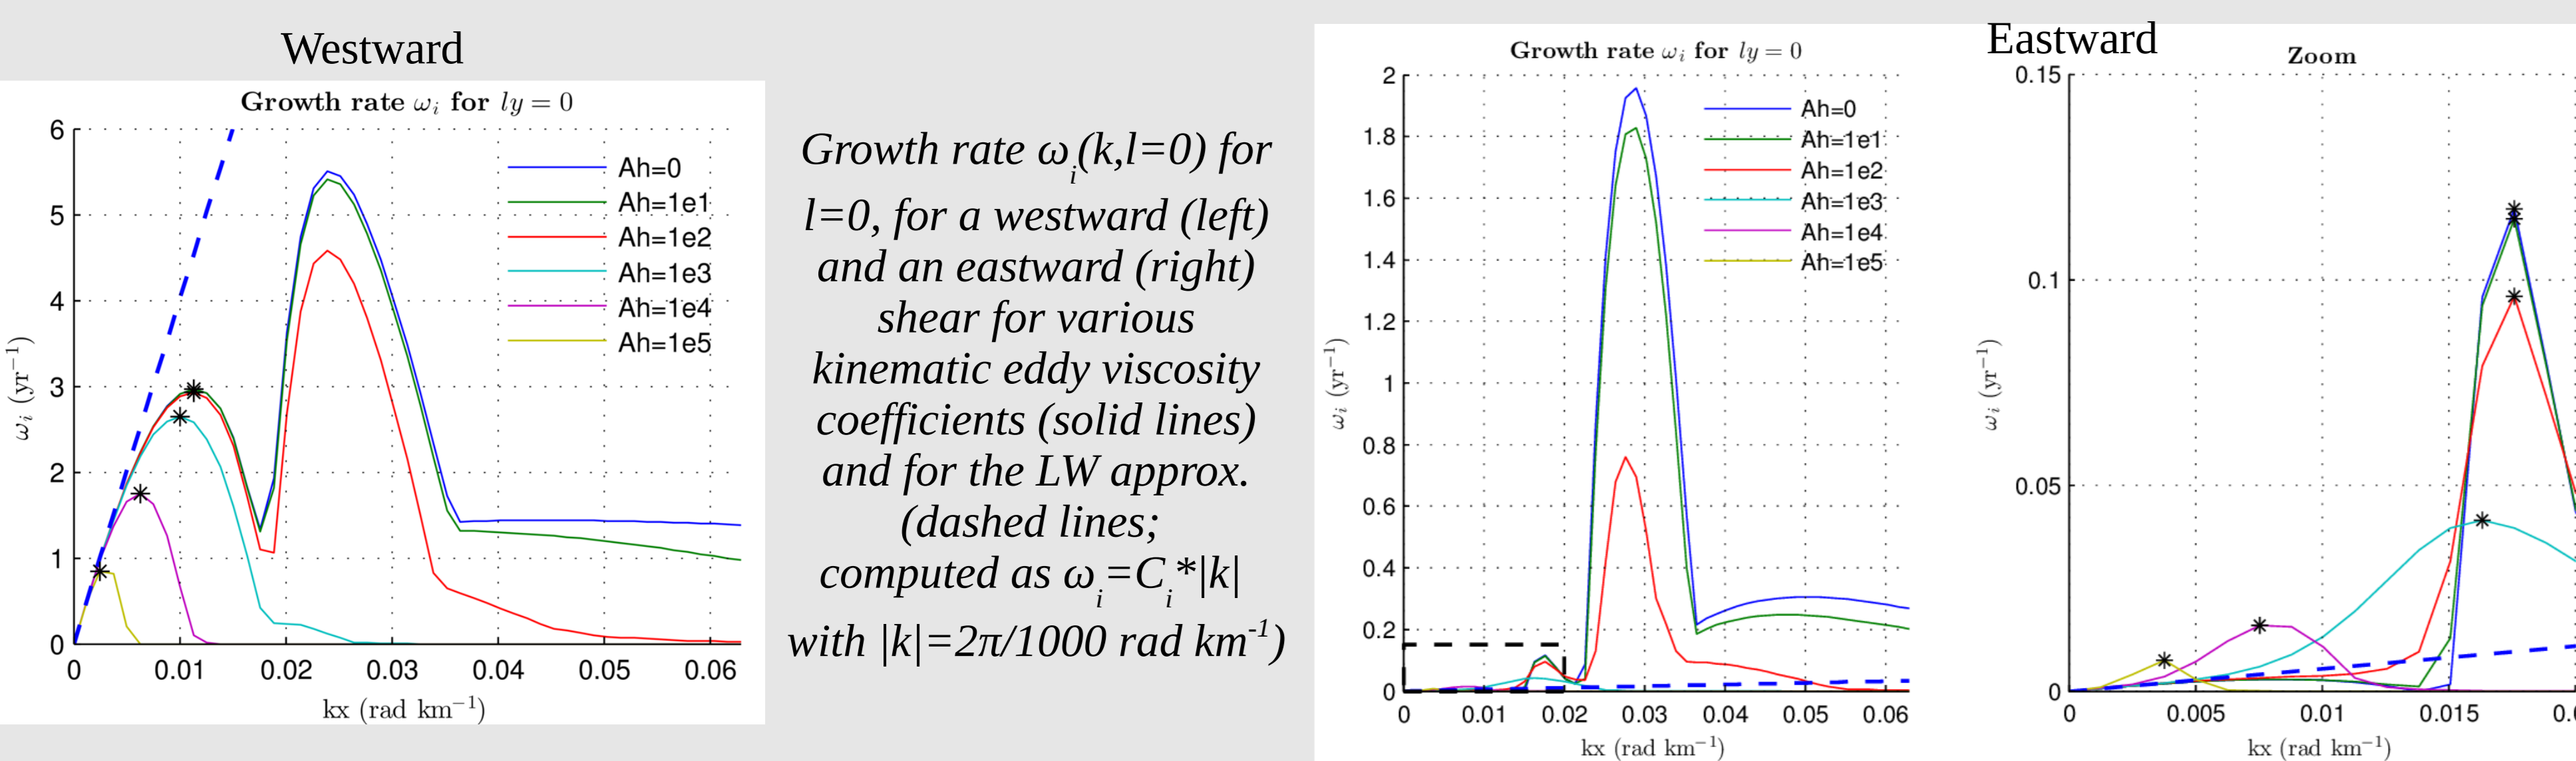 Westward
Growth rate ωi for ly = 0
6
5
4
3
2
1
0
ωi (yr−1)
Ah=0
Ah=1e1
Ah=1e2
Ah=1e3
Ah=1e4
Ah=1e5
0 0.01 0.02 0.03 0.04 0.05 0.06
kx (rad km−1)
Growth rate ωi(k,l=0) for
l=0, for a westward (left)
and an eastward (right)
shear for various
kinematic eddy viscosity
coefficients (solid lines)
and for the LW approx.
(dashed lines;
computed as ωi=Ci*|k|
with |k|=2π/1000 rad km-1)
Growth rate ωi for ly = 0
2
1.8
1.6
1.4
1.2
1
0.8
0.6
0.4
0.2
0
ωi (yr−1)
Ah=0
Ah=1e1
Ah=1e2
Ah=1e3
Ah=1e4
Ah=1e5
0 0.01 0.02 0.03 0.04 0.05 0.06
kx (rad km−1)
Eastward
Zoom
0.15
0.1
0.05
0
ωi (yr−1)
0 0.005 0.01 0.015
kx (rad km−1)